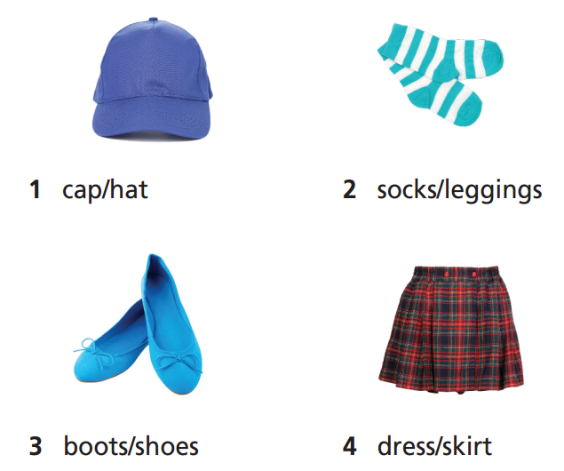 1 cap/hat
2 socks/leggings
3 boots/shoes
4 dress/skirt